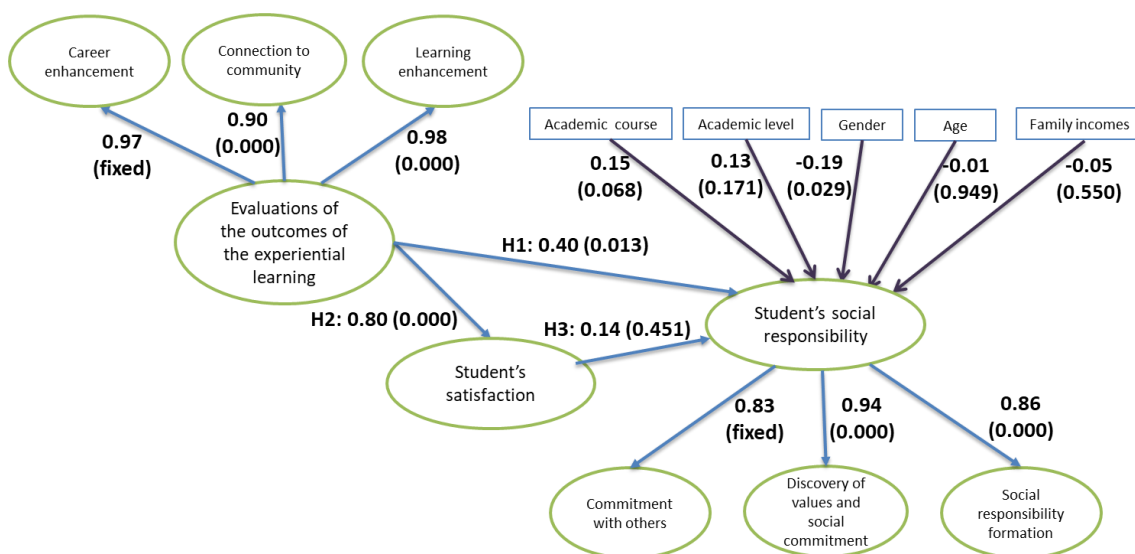 Career
enhancement
Connection to
community
Learning
enhancement
0.97
(fixed)
0.90
(0.000)
0.98
(0.000)
Academic course
Academic level
Gender
Age
Family incomes
0.15
(0.068)
0.13
(0.171)
-0.19
(0.029)
-0.01
(0.949)
-0.05
(0.550)
Evaluations of
the outcomes of
the experiential
learning
H1: 0.40 (0.013)
H2: 0.80 (0.000)
H3: 0.14 (0.451)
Student’s social
responsibility
Student’s
satisfaction
0.83
(fixed)
0.94
(0.000)
0.86
(0.000)
Commitment
with others
Discovery of
values and
social
commitment
Social
responsibility
formation